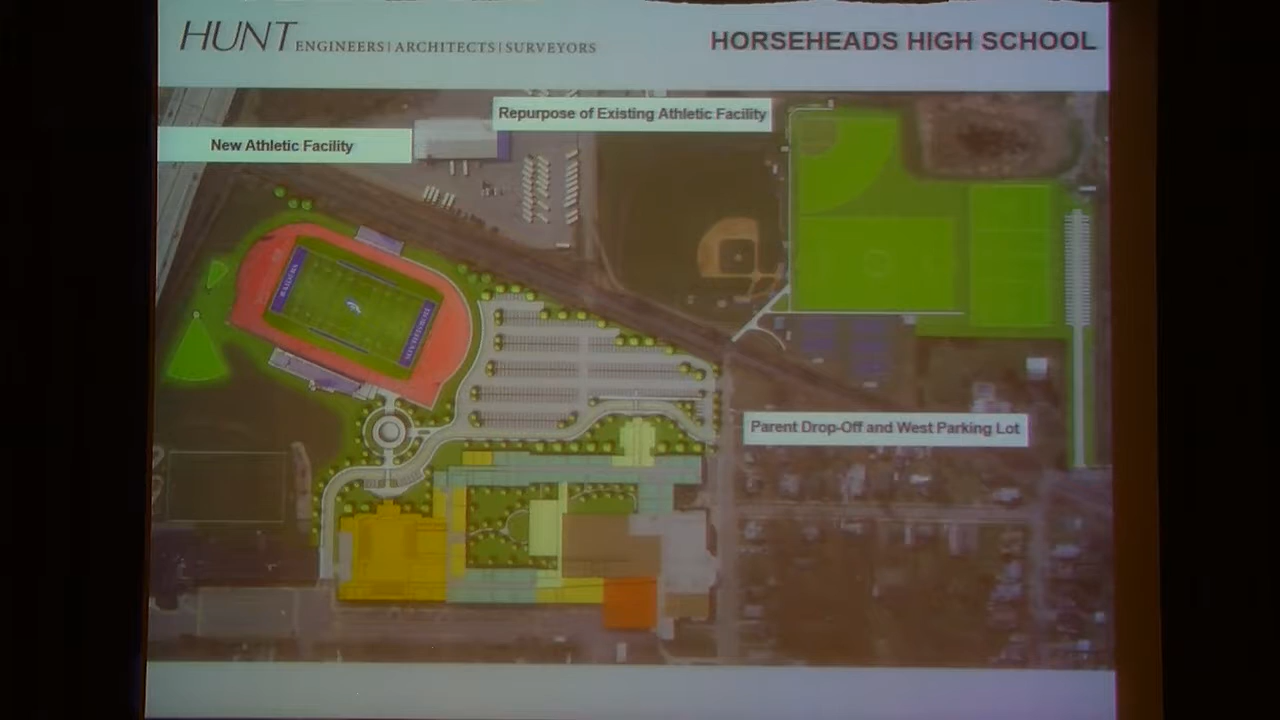 HUNT ENGINEERS | ARCHITECTS | SURVEYORS
HORSEHEADS HIGH SCHOOL
Repurpose of Existing Athletic Facility
New Athletic Facility
Parent Drop-Off and West Parking Lot